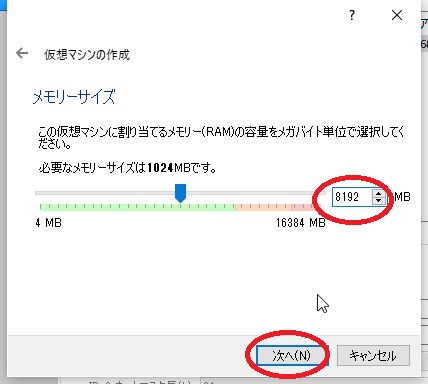 ?
仮想マシンの作成
メモリーサイズ
この仮想マシンに割り当てるメモリー(RAM)の容量をメガバイト単位で選択してく
ださい。
必要なメモリーサイズは1024MBです。
8192 MB
4 MB 16384 MB
次へ(N) キャンセル